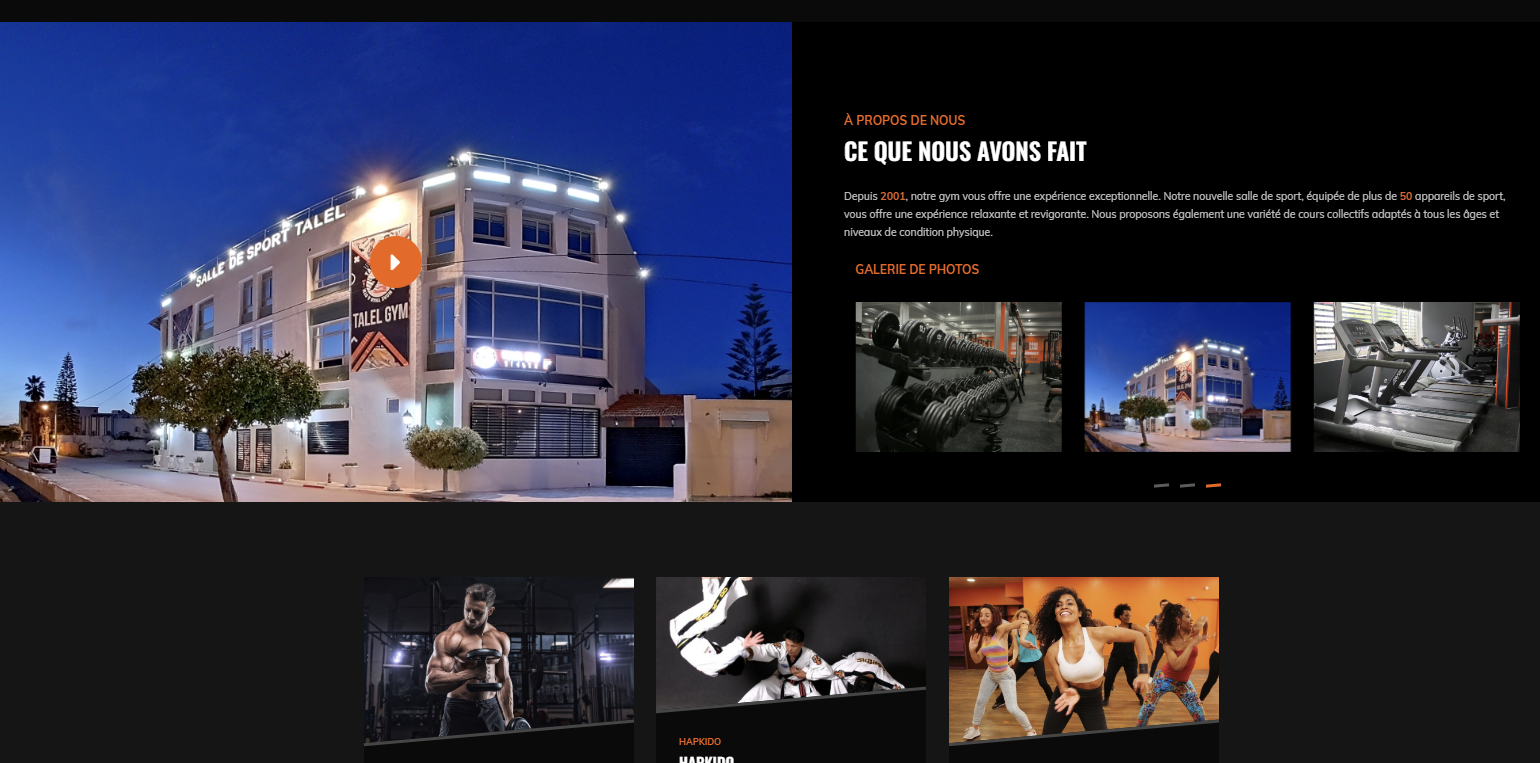 SALLE DE SPORT TALEL
TALEL GYM
À PROPOS DE NOUS
CE QUE NOUS AVONS FAIT
Depuis 2001, notre gym vous offre une expérience exceptionnelle. Notre nouvelle salle de sport, équipée de plus de 50 appareils de sport,
vous offre une expérience relaxante et revigorante. Nous proposons également une variété de cours collectifs adaptés à tous les âges et
niveaux de condition physique.
GALERIE DE PHOTOS
HAPKIDO
HAPKIDO